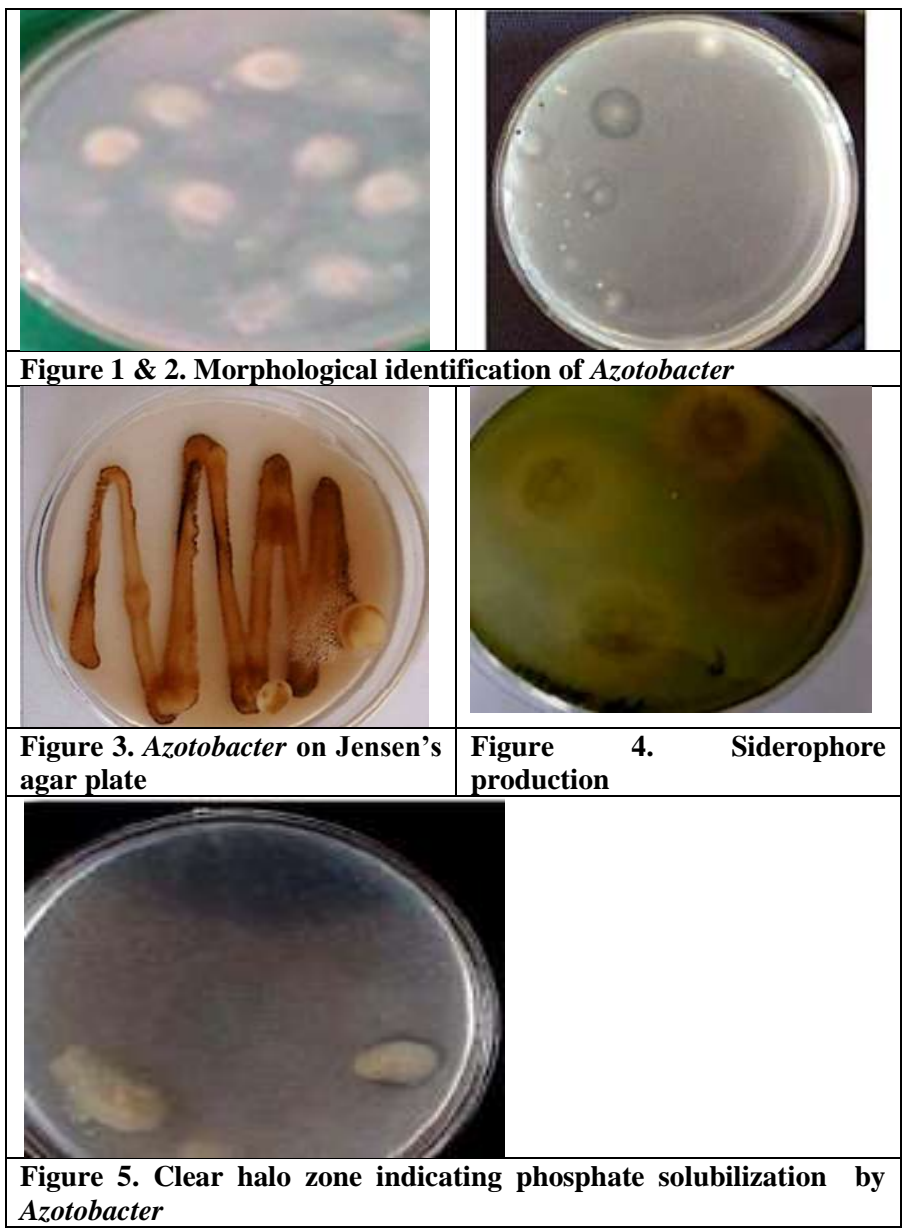 Figure 1 & 2. Morphological identification of Azotobacter
Figure 3. Azotobacter on Jensen's
agar plate
Figure 4. Siderophore
production
Figure 5. Clear halo zone indicating phosphate solubilization by
Azotobacter